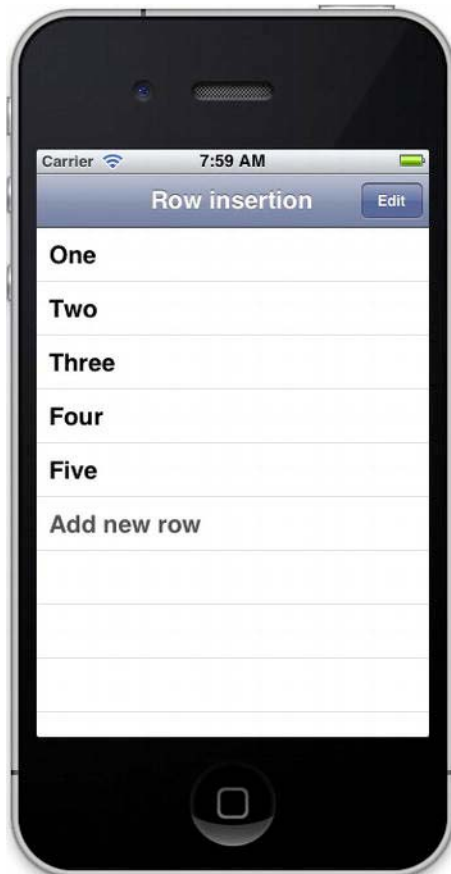 Carrier 7:59 AM
Row insertion Edit
One
Two
Three
Four
Five
Add new row